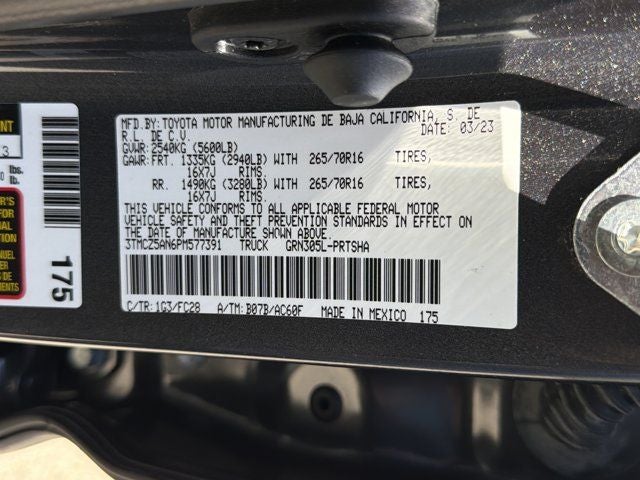 MFD.BY:TOYOTA MOTOR MANUFACTURING DE BAJA CALIFORNIA, S. DE
R.L. DE C.V. DATE: 03/23
GVWR: 2540KG (5600LB)
GAWR:FRT. 1335KG (2940LB) WITH 265/70R16 TIRES,
16X7J RIMS.
RR. 1490KG (3280LB) WITH 265/70R16 TIRES,
16X7J RIMS.
THIS VEHICLE CONFORMS TO ALL APPLICABLE FEDERAL MOTOR
VEHICLE SAFETY AND THEFT PREVENTION STANDARDS IN EFFECT ON
THE DATE OF MANUFACTURE SHOWN ABOVE.
3TMCZ5AN6PM577391 TRUCK GRN305L-PRTSHA
C/TR: 1G3/FC28 A/TM: B07B/AC60F MADE IN MEXICO 175
175
lbs.
kg.